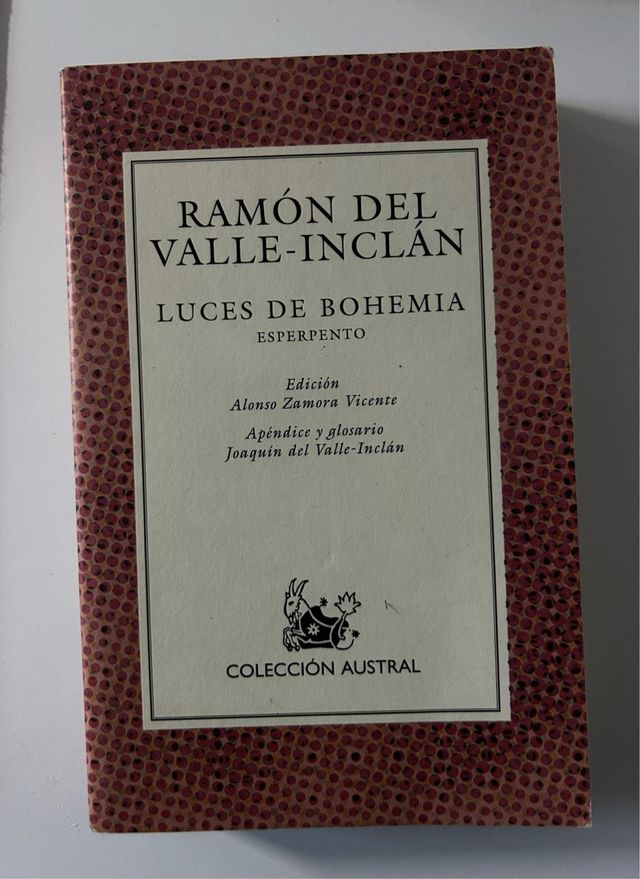 RAMÓN DEL
VALLE-INCLÁN
LUCES DE BOHEMIA
ESPERPENTO
Edición
Alonso Zamora Vicente
Apéndice y glosario
Joaquín del Valle-Inclán
COLECCIÓN AUSTRAL